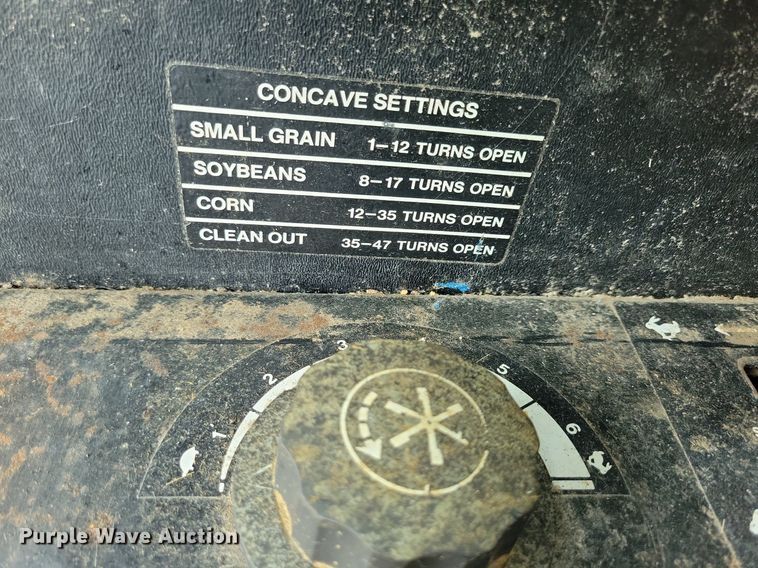 CONCAVE SETTINGS
SMALL GRAIN 1–12 TURNS OPEN
SOYBEANS 8–17 TURNS OPEN
CORN 12–35 TURNS OPEN
CLEAN OUT 35–47 TURNS OPEN
1 2 3 5 6
Purple Wave Auction